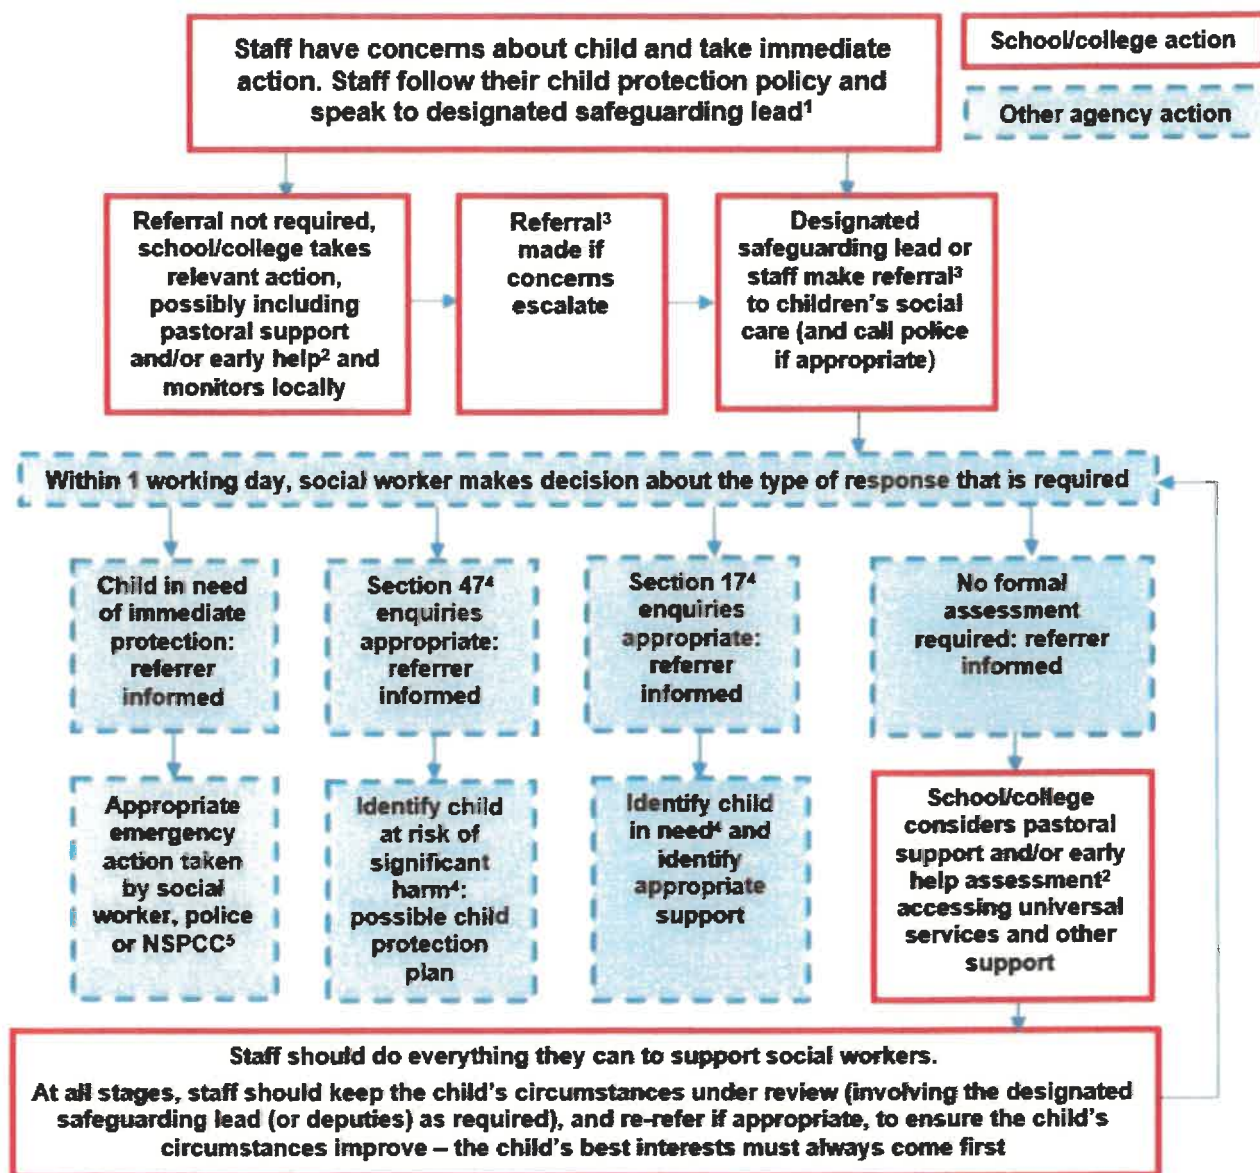 Staff have concerns about child and take immediate
action. Staff follow their child protection policy and
speak to designated safeguarding lead¹
School/college action
Other agency action
Referral not required,
school/college takes
relevant action,
possibly including
pastoral support
and/or early help² and
monitors locally
Referral³
made if
concerns
escalate
Designated
safeguarding lead or
staff make referral³
to children's social
care (and call police
if appropriate)
Within 1 working day, social worker makes decision about the type of response that is required
Child in need
of immediate
protection:
referrer
informed
Section 47⁴
enquiries
appropriate:
referrer
informed
Section 17⁴
enquiries
appropriate:
referrer
informed
No formal
assessment
required: referrer
informed
Appropriate
emergency
action taken
by social
worker, police
or NSPCC⁵
Identify child
at risk of
significant
harm⁴:
possible child
protection
plan
Identify child
in need⁴ and
identify
appropriate
support
School/college
considers pastoral
support and/or early
help assessment²
accessing universal
services and other
support
Staff should do everything they can to support social workers.
At all stages, staff should keep the child's circumstances under review (involving the designated
safeguarding lead (or deputies) as required), and re-refer if appropriate, to ensure the child's
circumstances improve – the child's best interests must always come first